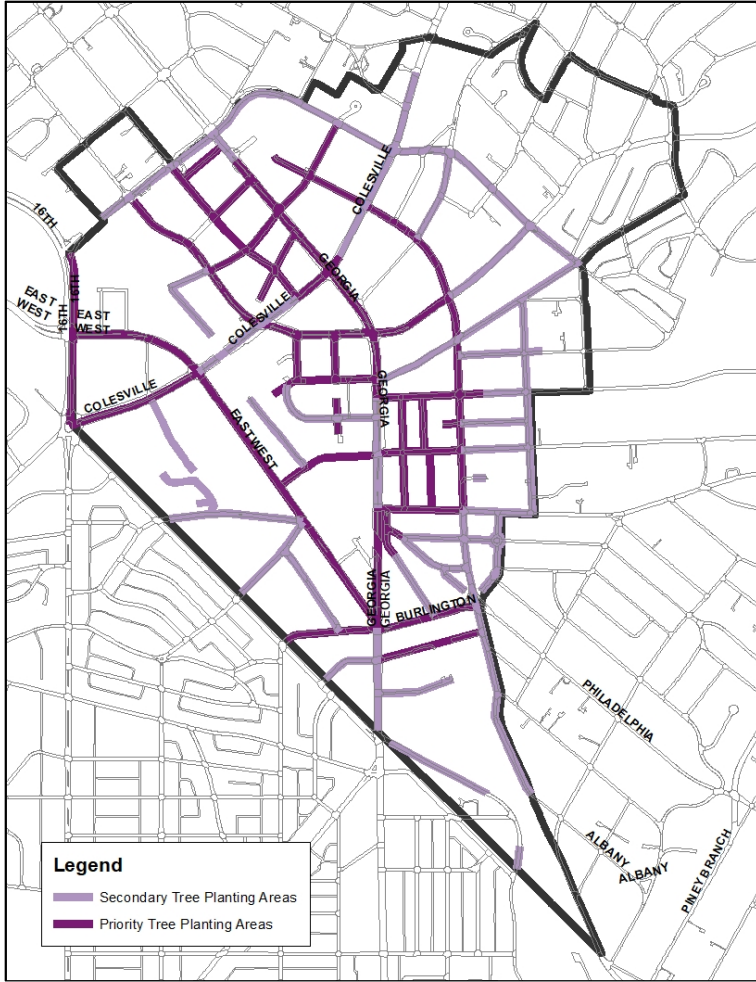 COLESVILLE
16TH
GEORGIA
16TH
EAST
WEST
16TH
EAST
WEST
COLESVILLE
COLESVILLE
GEORGIA
EAST WEST
GEORGIA
GEORGIA
BURLINGTON
PHILADELPHIA
ALBANY
ALBANY
PINEY BRANCH
Legend
Secondary Tree Planting Areas
Priority Tree Planting Areas